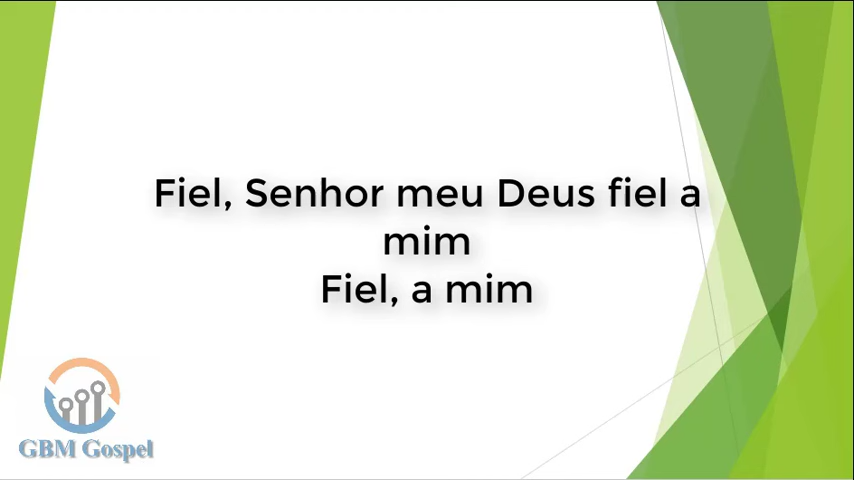 Fiel, Senhor meu Deus fiel a
mim
Fiel, a mim
GBM Gospel